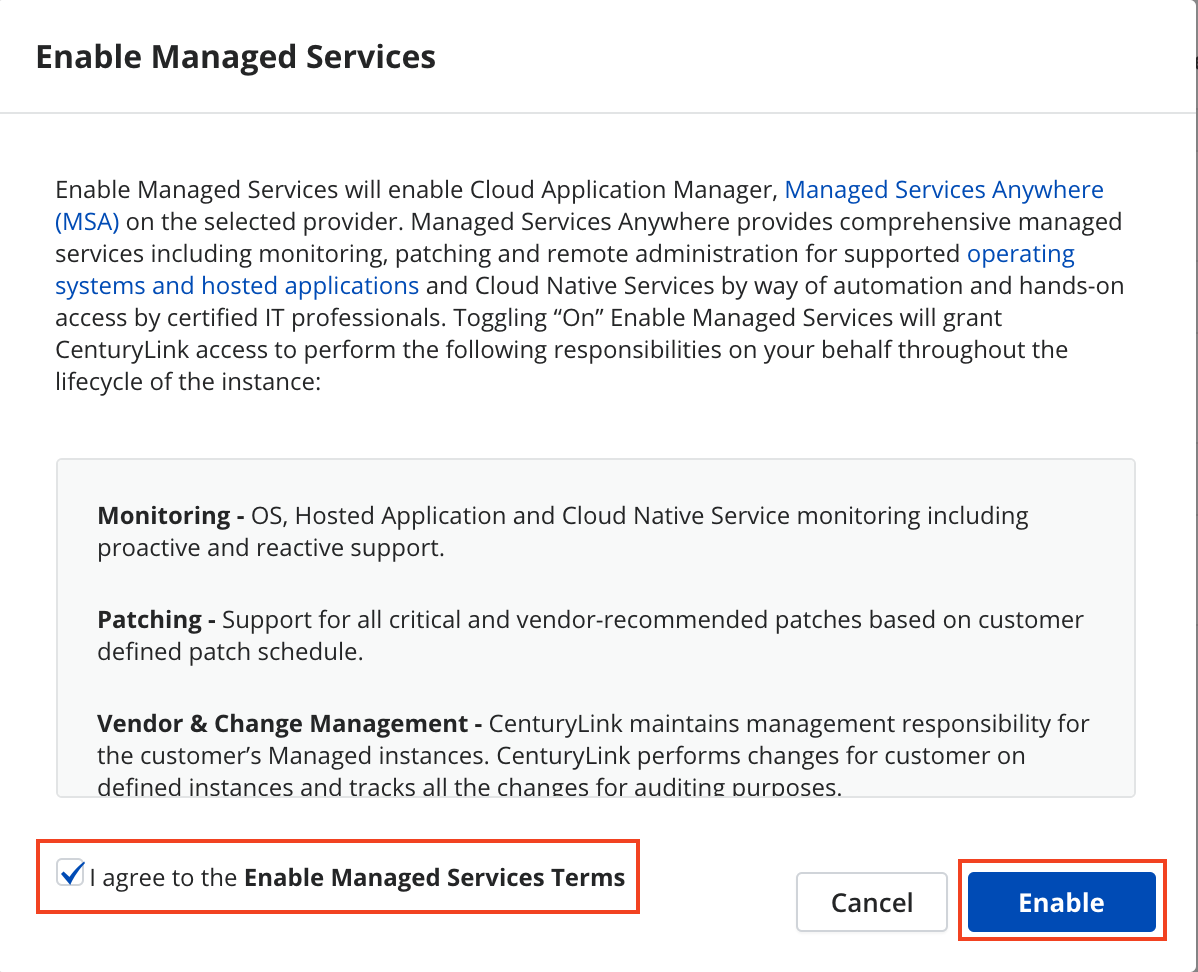 Enable Managed Services
Enable Managed Services will enable Cloud Application Manager, Managed Services Anywhere
(MSA) on the selected provider. Managed Services Anywhere provides comprehensive managed
services including monitoring, patching and remote administration for supported operating
systems and hosted applications and Cloud Native Services by way of automation and hands-on
access by certified IT professionals. Toggling “On” Enable Managed Services will grant
CenturyLink access to perform the following responsibilities on your behalf throughout the
lifecycle of the instance:
Monitoring - OS, Hosted Application and Cloud Native Service monitoring including
proactive and reactive support.
Patching - Support for all critical and vendor-recommended patches based on customer
defined patch schedule.
Vendor & Change Management - CenturyLink maintains management responsibility for
the customer’s Managed instances. CenturyLink performs changes for customer on
defined instances and tracks all the changes for auditing purposes.
I agree to the Enable Managed Services Terms
Cancel
Enable